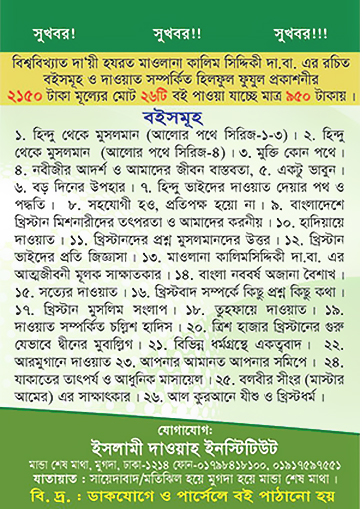 সুখবর! সুখবর!! সুখবর!!!
বিশ্ববিখ্যাত দা'য়ী হযরত মাওলানা কালিম সিদ্দিকী দা.বা. এর রচিত
বইসমূহ ও দাওয়াত সম্পর্কিত হিলফুল ফুযুল প্রকাশনীর
২১৫০ টাকা মূল্যের মোট ২৬টি বই পাওয়া যাচ্ছে মাত্র ৯৫০ টাকায় ।
বইসমূহ
১. হিন্দু থেকে মুসলমান (আলোর পথে সিরিজ-১-৩) । ২. হিন্দু
থেকে মুসলমান (আলোর পথে সিরিজ-৪) । ৩. মুক্তি কোন পথে ।
৪. নবীজীর আদর্শ ও আমাদের জীবন বাস্তবতা, ৫. একটু ভাবুন ।
৬. বড় দিনের উপহার । ৭. হিন্দু ভাইদের দাওয়াত দেয়ার পথ ও
পদ্ধতি । ৮. সহযোগী হও, প্রতিপক্ষ হয়ো না । ৯. বাংলাদেশে
খ্রিস্টান মিশনারীদের তৎপরতা ও আমাদের করনীয় । ১০. হাদিয়ায়ে
দাওয়াত । ১১. খ্রিস্টানদের প্রশ্ন মুসলমানদের উত্তর । ১২. খ্রিস্টান
ভাইদের প্রতি জিজ্ঞাসা । ১৩. মাওলানা কালিমসিদ্দিকী দা.বা. এর
আত্মজীবনী মূলক সাক্ষাতকার । ১৪. বাংলা নববর্ষ অজানা বৈশাখ ।
১৫. সত্যের দাওয়াত । ১৬. খ্রিস্টবাদ সম্পর্কে কিছু প্রশ্ন কিছু কথা ।
১৭. খ্রিস্টান মুসলিম সংলাপ । ১৮. তুহফায়ে দাওয়াত । ১৯.
দাওয়াত সম্পর্কিত চল্লিশ হাদিস । ২০. ত্রিশ হাজার খ্রিস্টানের গুরু
যেভাবে দ্বীনের মুবাল্লিগ । ২১. বিভিন্ন ধর্মগ্রন্থে একত্ববাদ । ২২.
আরমুগানে দাওয়াত ২৩. আপনার আমানত আপনার সমিপে । ২৪.
যাকাতের তাৎপর্য ও আধুনিক মাসায়েল । ২৫. বলবীর সিং (মাস্টার
আমের) এর সাক্ষাৎকার । ২৬. আল কুরআনে যীশু ও খ্রিস্টধর্ম ।
যোগাযোগ:
ইসলামী দাওয়াহ ইনস্টিটিউট
মান্ডা শেষ মাথা, মুগদা, ঢাকা-১২১৪ ফোন-০১৭৯৮৪১৮১০০, ০১৯১৭৫৯৭৫৫১
যাতায়াত : সায়েদাবাদ/মতিঝিল হয়ে মুগদা হয়ে মান্ডা শেষ মাথা ।
বি. দ্র. : ডাকযোগে ও পার্সেলে বই পাঠানো হয়